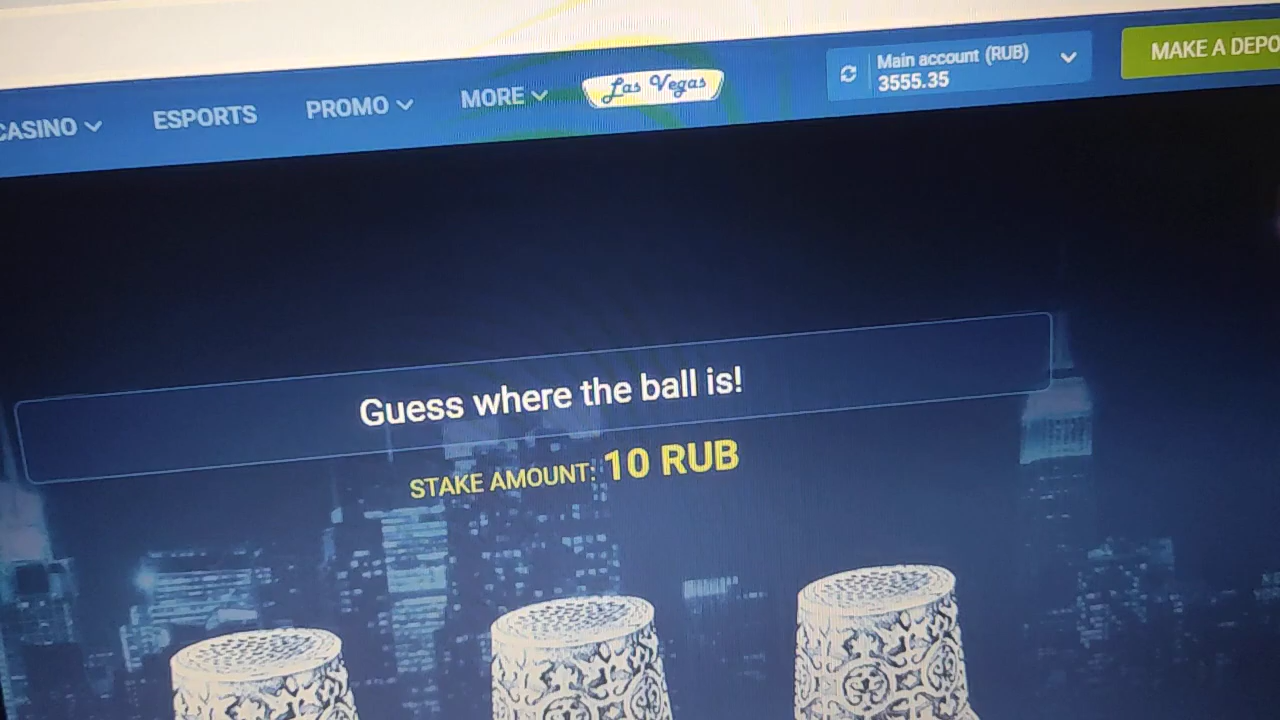 CASINO
ESPORTS
PROMO
MORE
Las Vegas
Main account (RUB)
3555.35
MAKE A DEPO
Guess where the ball is!
STAKE AMOUNT: 10 RUB